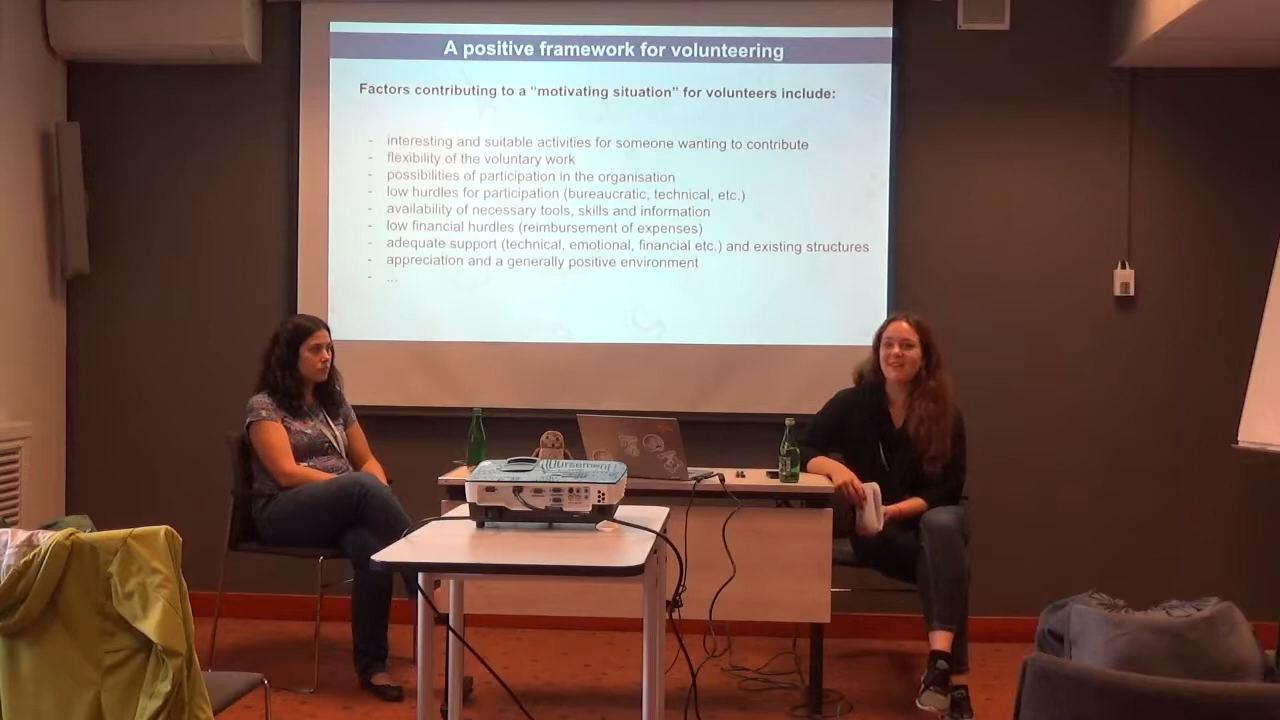 A positive framework for volunteering
Factors contributing to a “motivating situation” for volunteers include:
- interesting and suitable activities for someone wanting to contribute
- flexibility of the voluntary work
- possibilities of participation in the organisation
- low hurdles for participation (bureaucratic, technical, etc.)
- availability of necessary tools, skills and information
- low financial hurdles (reimbursement of expenses)
- adequate support (technical, emotional, financial etc.) and existing structures
- appreciation and a generally positive environment
- ...